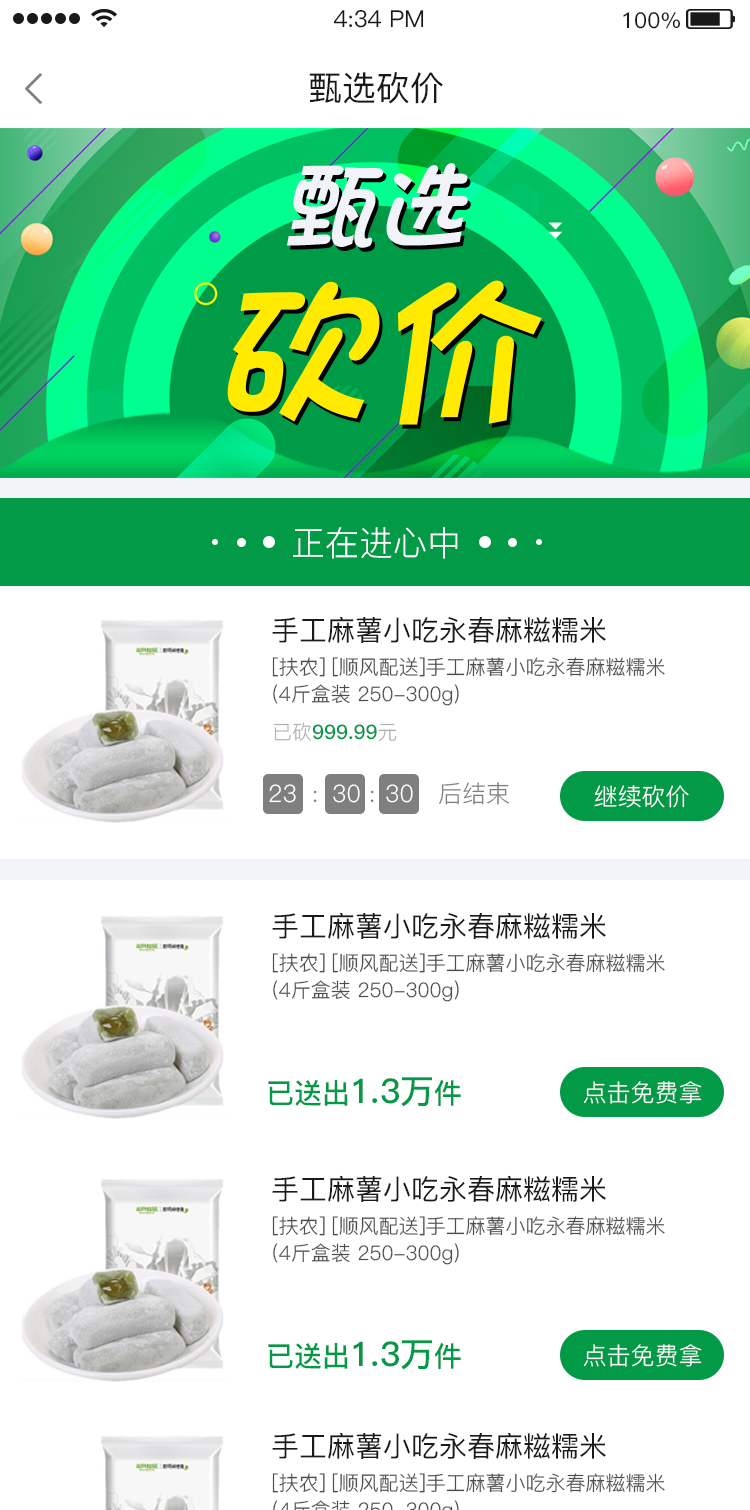 4:34 PM
100%
甄选砍价
甄选
砍价
正在进心中
手工麻薯小吃永春麻糍糯米
[扶农] [顺风配送]手工麻薯小吃永春麻糍糯米
(4斤盒装 250-300g)
已砍999.99元
23 : 30 : 30 后结束
继续砍价
手工麻薯小吃永春麻糍糯米
[扶农] [顺风配送]手工麻薯小吃永春麻糍糯米
(4斤盒装 250-300g)
已送出1.3万件
点击免费拿
手工麻薯小吃永春麻糍糯米
[扶农] [顺风配送]手工麻薯小吃永春麻糍糯米
(4斤盒装 250-300g)
已送出1.3万件
点击免费拿
手工麻薯小吃永春麻糍糯米
[扶农] [顺风配送]手工麻薯小吃永春麻糍糯米
(4斤盒装 250-300g)